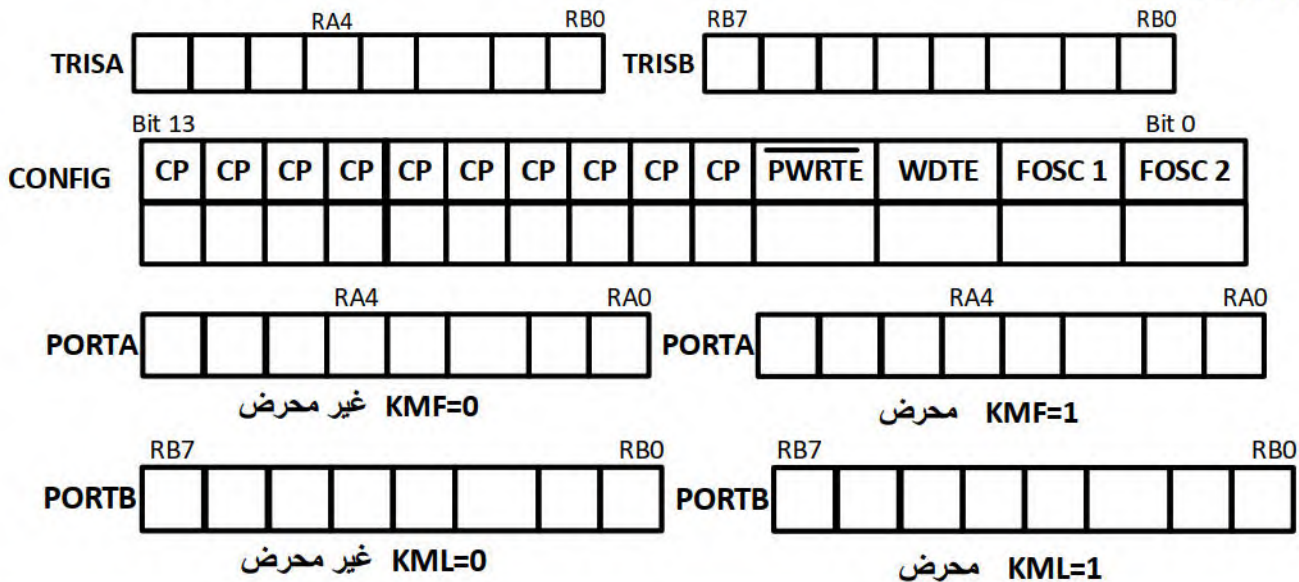 RA4 RB0 RB7 RB0
TRISA TRISB
Bit 13 Bit 0
CONFIG CP CP CP CP CP CP CP CP CP CP PWRTE WDTE FOSC 1 FOSC 2
RA4 RA0 RA4 RA0
PORTA PORTA
غير محرض KMF=0 محرض KMF=1
RB7 RB0 RB7 RB0
PORTB PORTB
غير محرض KML=0 محرض KML=1